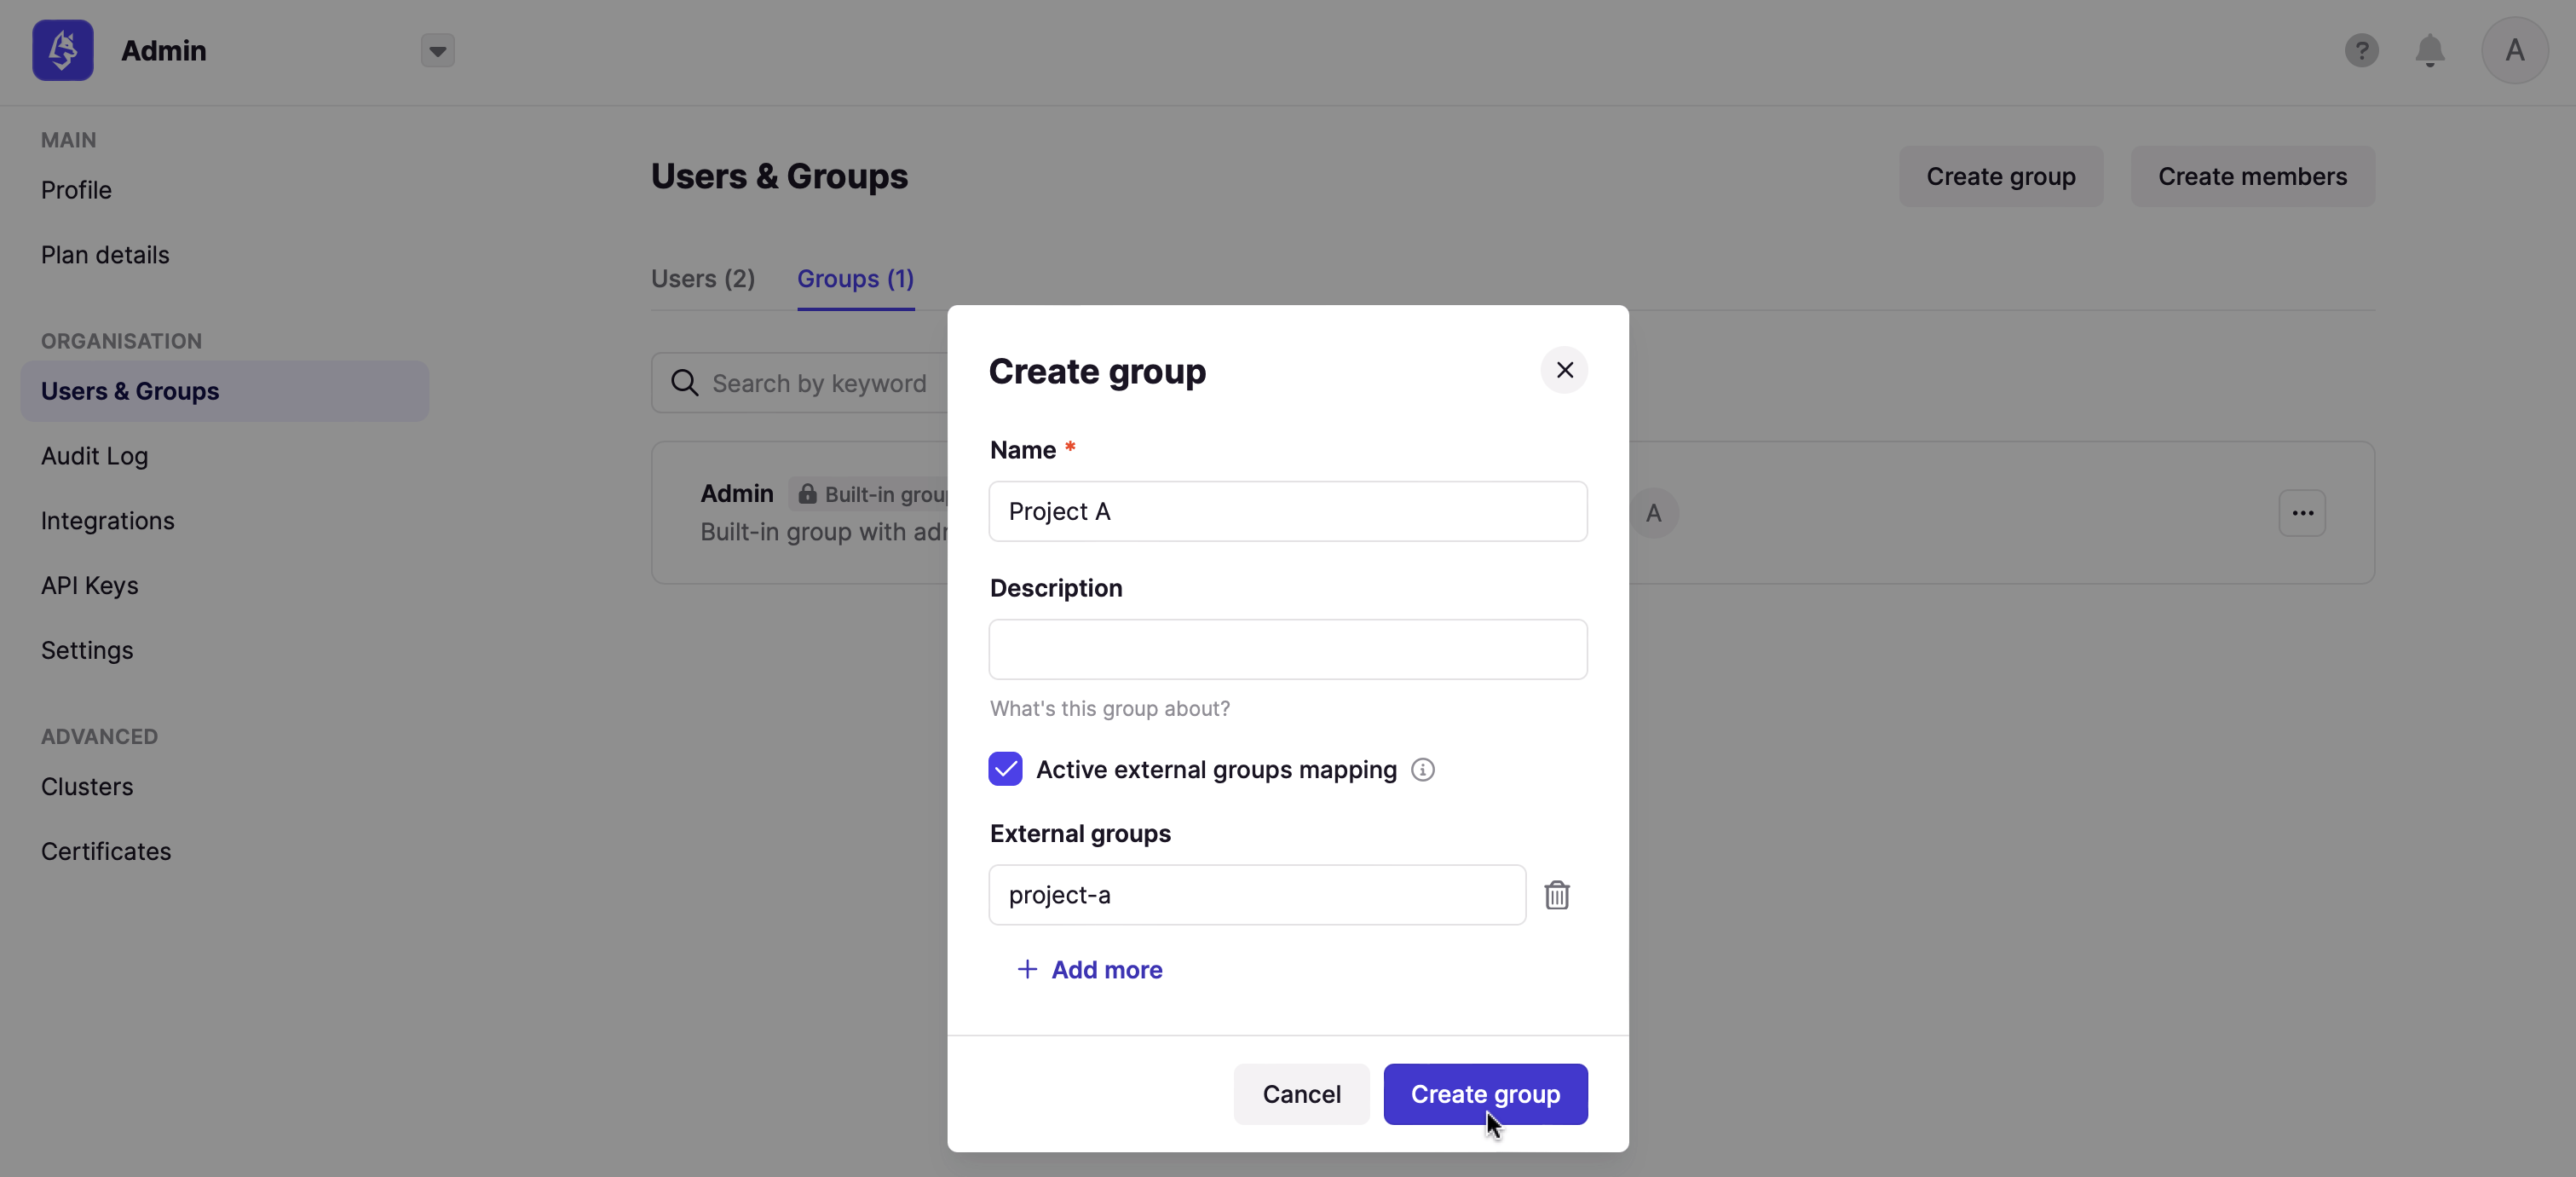 Admin
?
A
MAIN
Profile
Plan details
ORGANISATION
Users & Groups
Audit Log
Integrations
API Keys
Settings
ADVANCED
Clusters
Certificates
Users & Groups
Create group
Create members
Users (2)
Groups (1)
Search by keyword
Admin
Built-in grou
Built-in group with
A
Create group
Name *
Project A
Description
What's this group about?
Active external groups mapping
External groups
project-a
+ Add more
Cancel
Create group